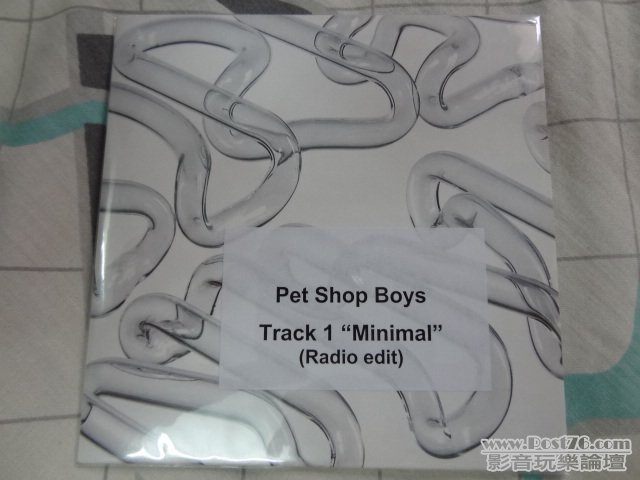 Pet Shop Boys
Track 1 “Minimal”
(Radio edit)
www.Post76.com
影音玩樂論壇